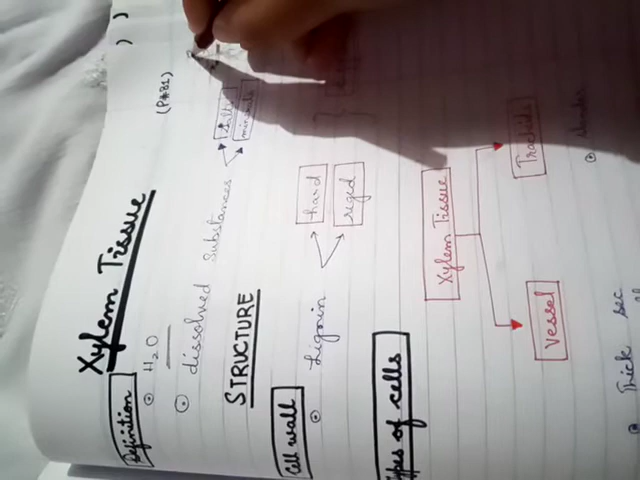 Xylem Tissue
(P#31)
Definition
H₂O
dissolved substances
minerals
STRUCTURE
Cell wall
Lignin
hard
rigid
Types of cells
Xylem Tissue
Vessel
Tracheids
Thick sec